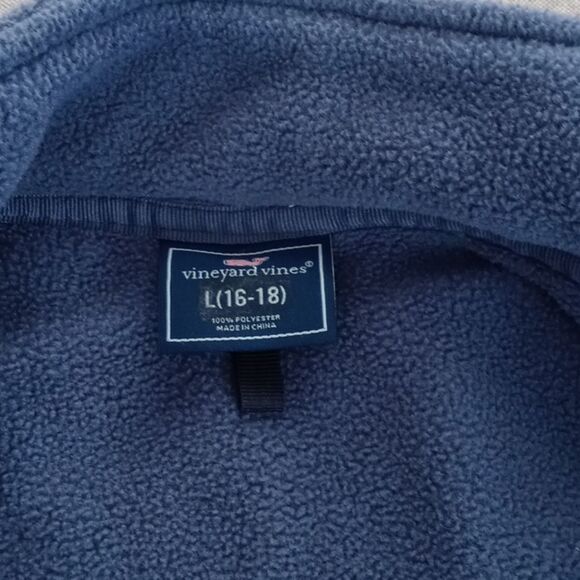 vineyard vines®
L(16-18)
100% POLYESTER
MADE IN CHINA